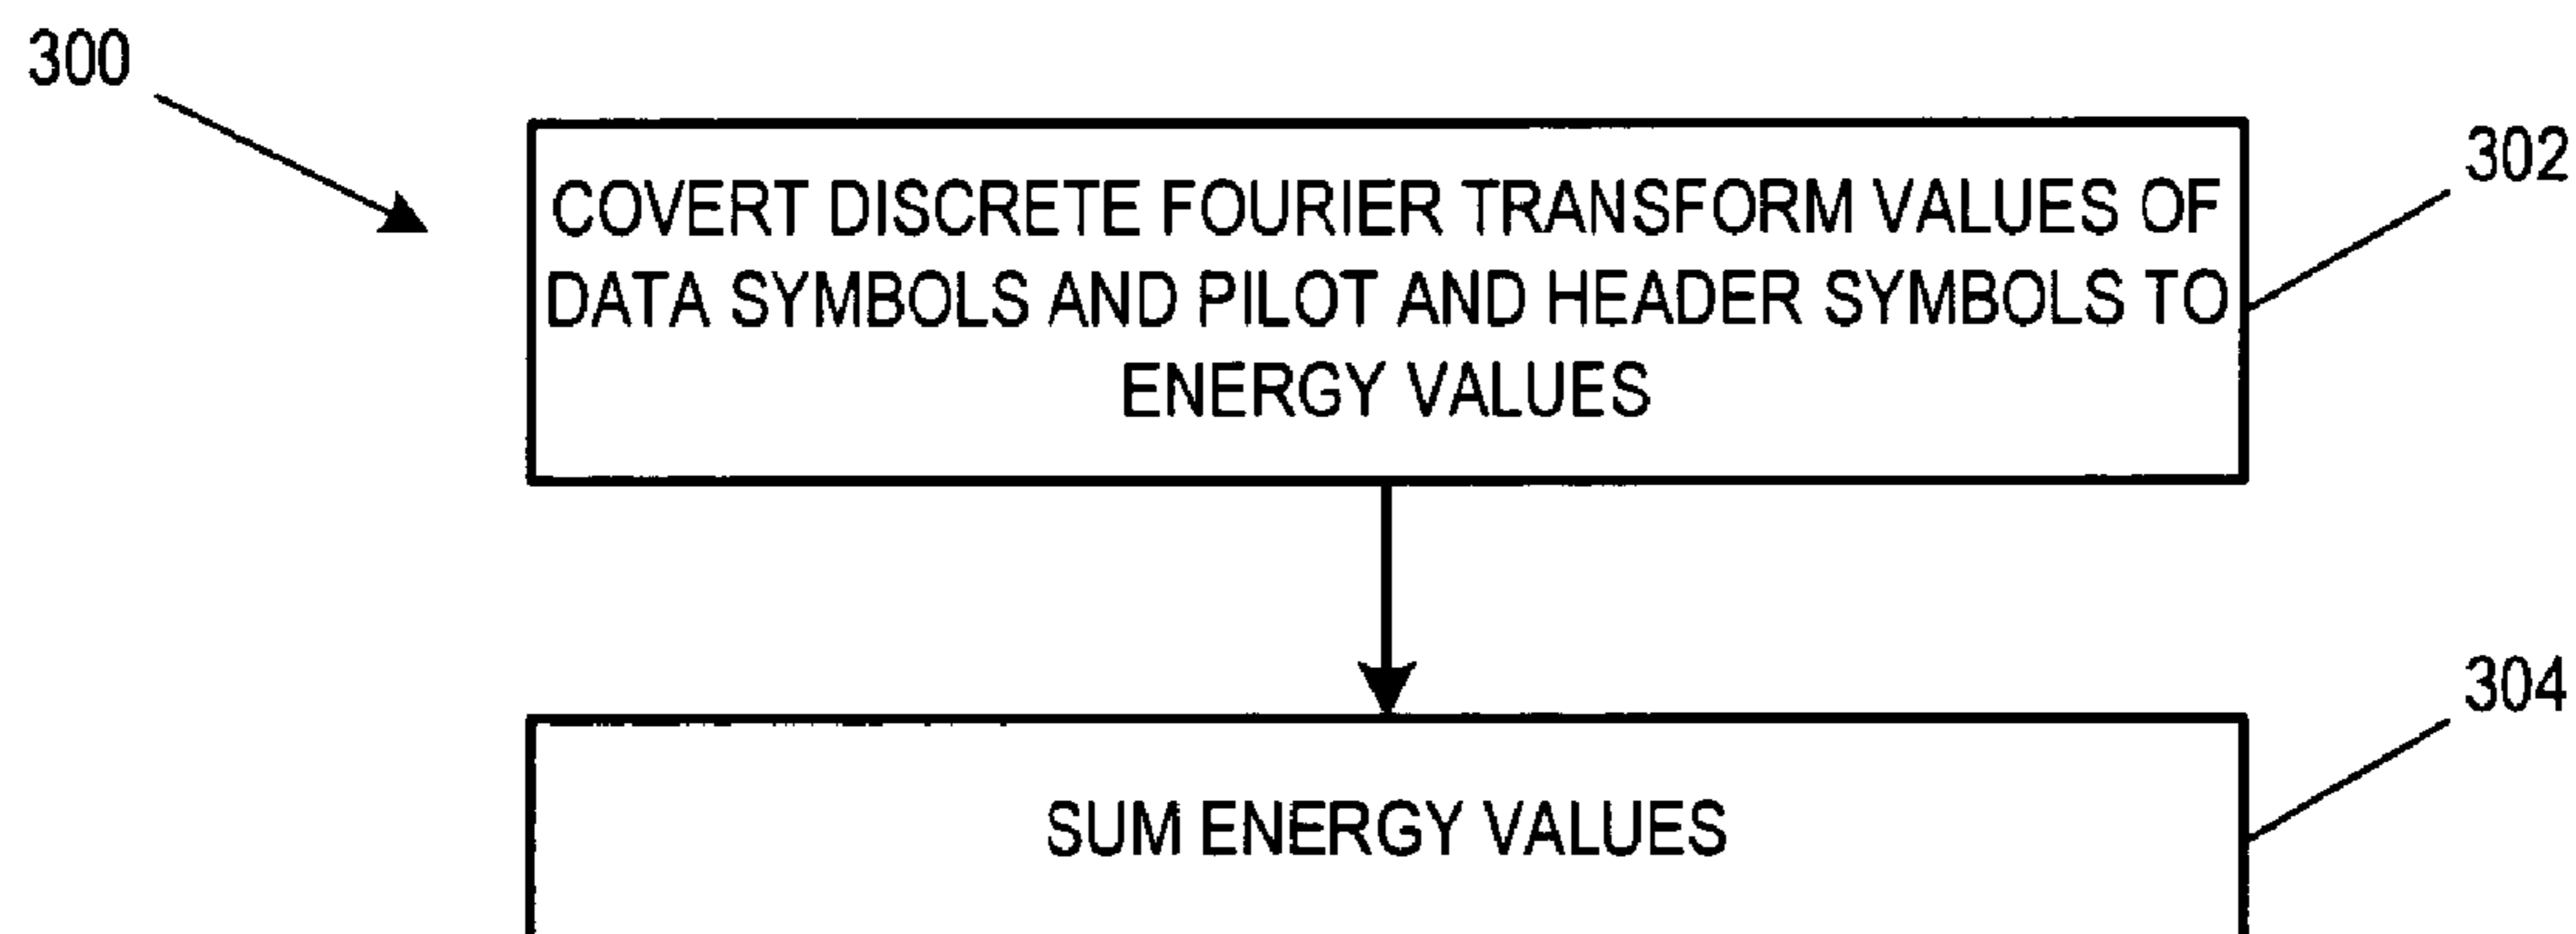 300
302
COVERT DISCRETE FOURIER TRANSFORM VALUES OF
DATA SYMBOLS AND PILOT AND HEADER SYMBOLS TO
ENERGY VALUES
304
SUM ENERGY VALUES